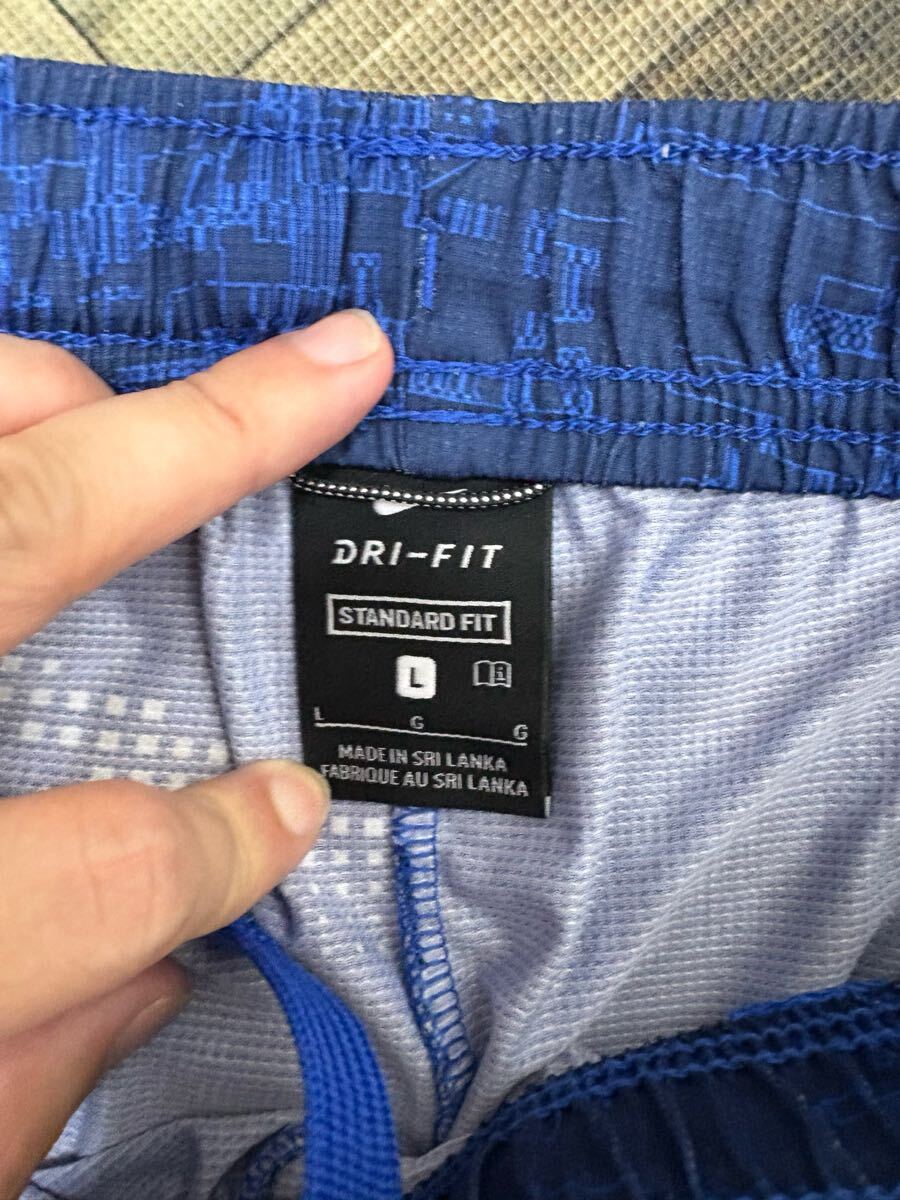 DRI-FIT
STANDARD FIT
L
L G G
MADE IN SRI LANKA
FABRIQUE AU SRI LANKA